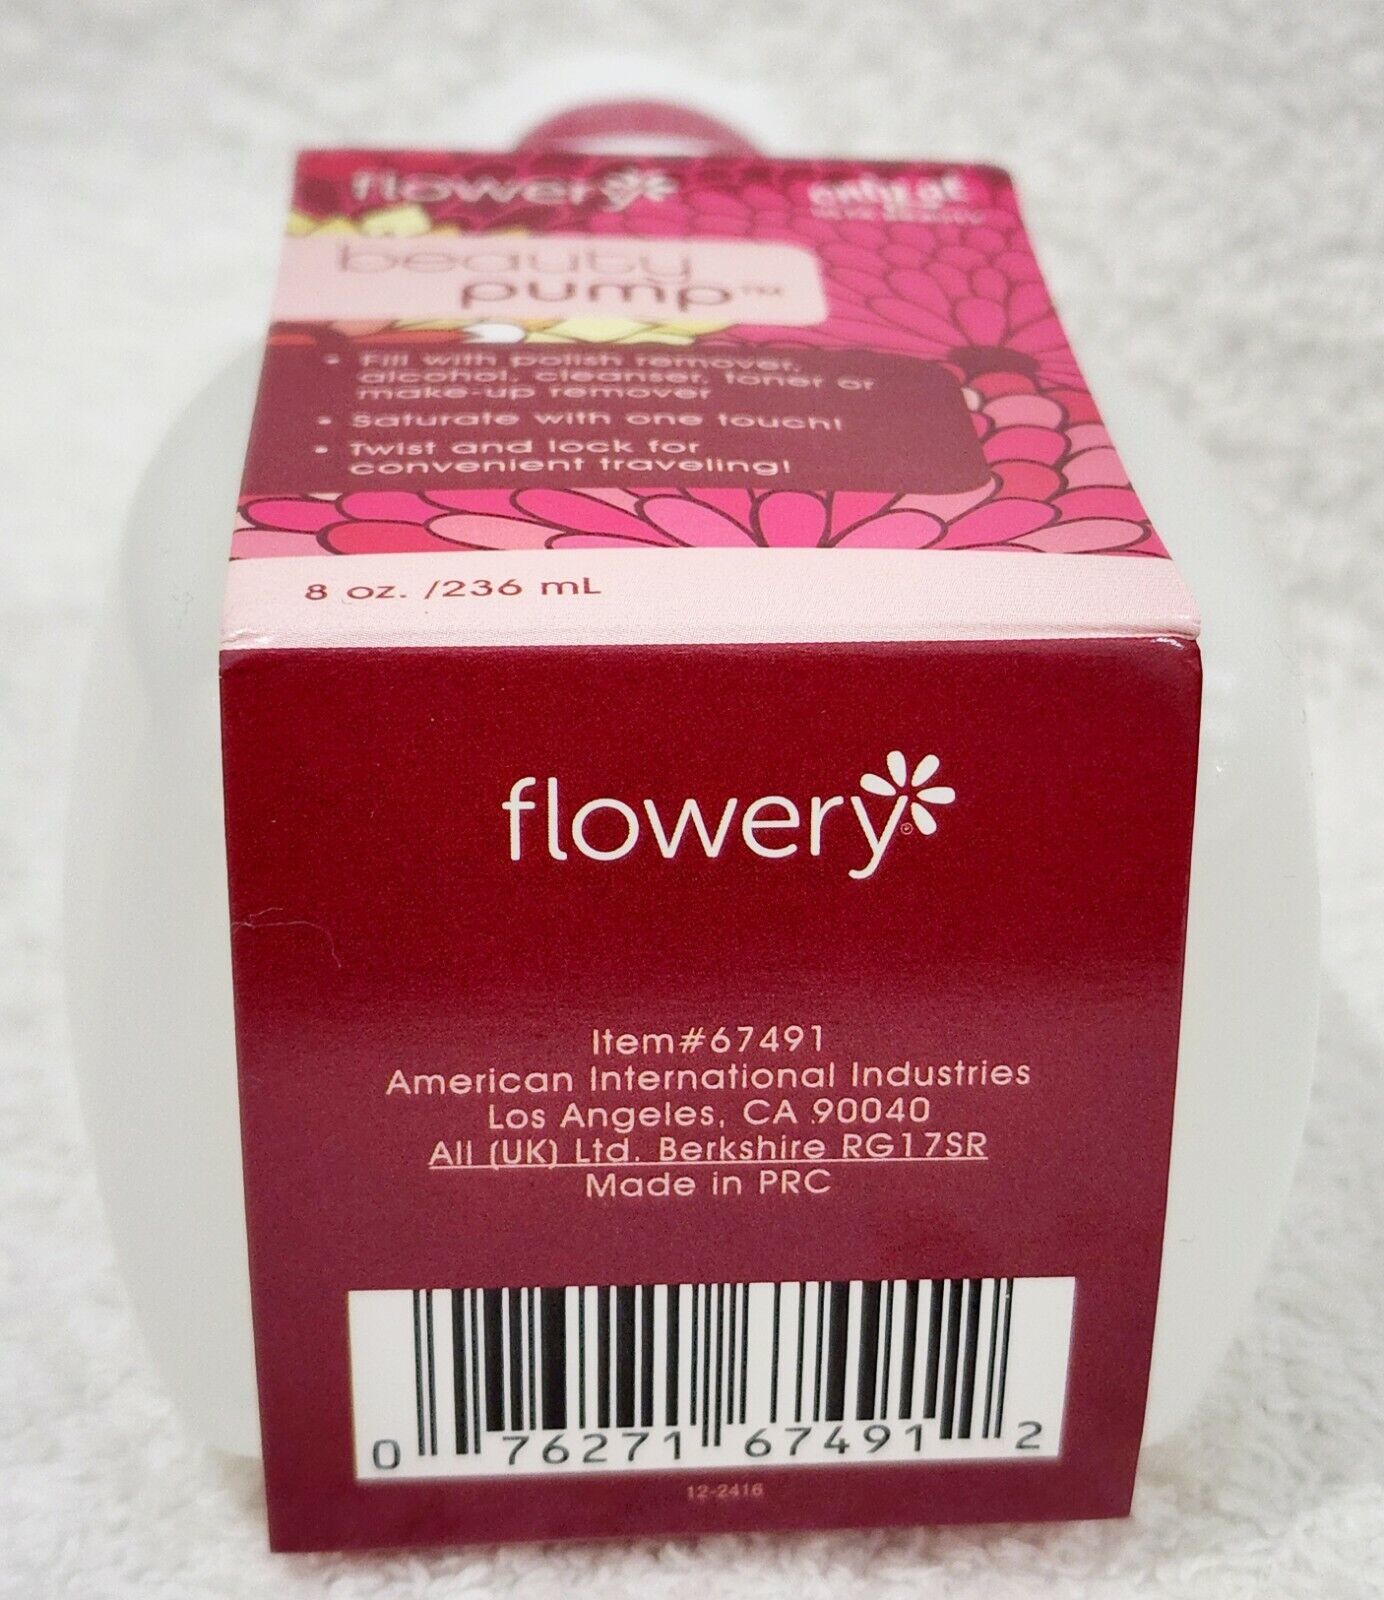 flowery
only at
beauty
pump™
• Fill with polish remover,
alcohol, cleanser, toner or
make-up remover
• Saturate with one touch!
• Twist and lock for
convenient traveling!
8 oz. /236 mL
flowery®
Item#67491
American International Industries
Los Angeles, CA 90040
AII (UK) Ltd. Berkshire RG17SR
Made in PRC
0 76271 67491 2
12-2416